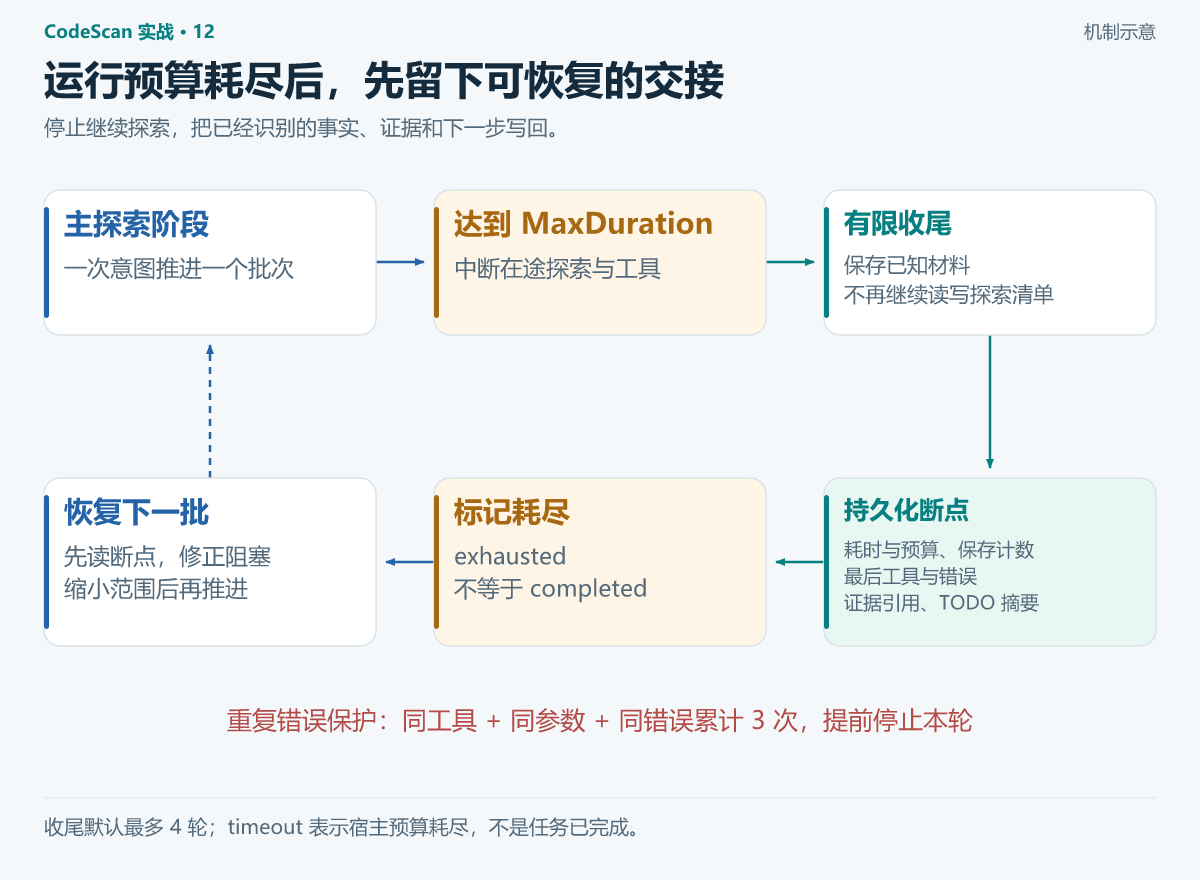 CodeScan 实战 · 12
机制示意
运行预算耗尽后，先留下可恢复的交接
停止继续探索，把已经识别的事实、证据和下一步写回。
主探索阶段
一次意图推进一个批次
达到 MaxDuration
中断在途探索与工具
有限收尾
保存已知材料
不再继续读写探索清单
恢复下一批
先读断点，修正阻塞
缩小范围后再推进
标记耗尽
exhausted
不等于 completed
持久化断点
耗时与预算、保存计数
最后工具与错误
证据引用、TODO 摘要
重复错误保护：同工具 + 同参数 + 同错误累计 3 次，提前停止本轮
收尾默认最多 4 轮；timeout 表示宿主预算耗尽，不是任务已完成。